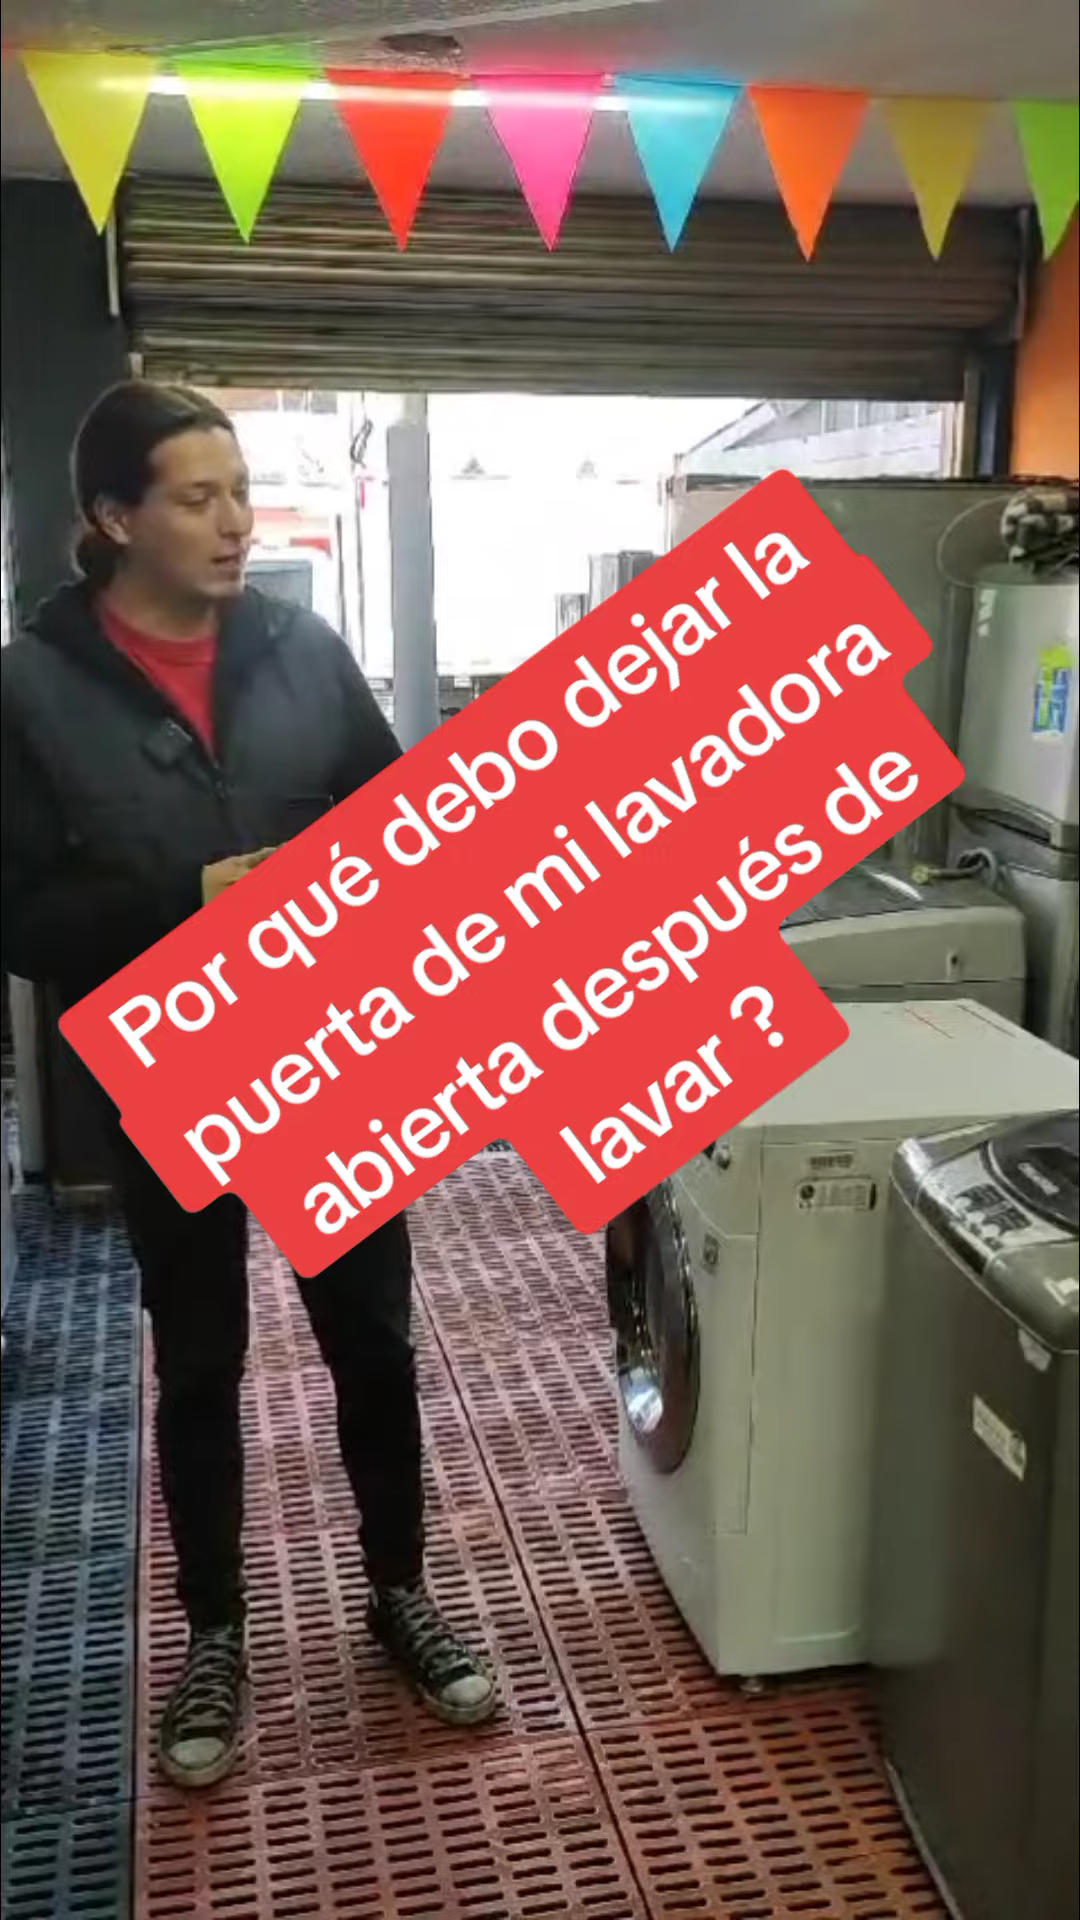 Por qué debo dejar la
puerta de mi lavadora
abierta después de
lavar ?